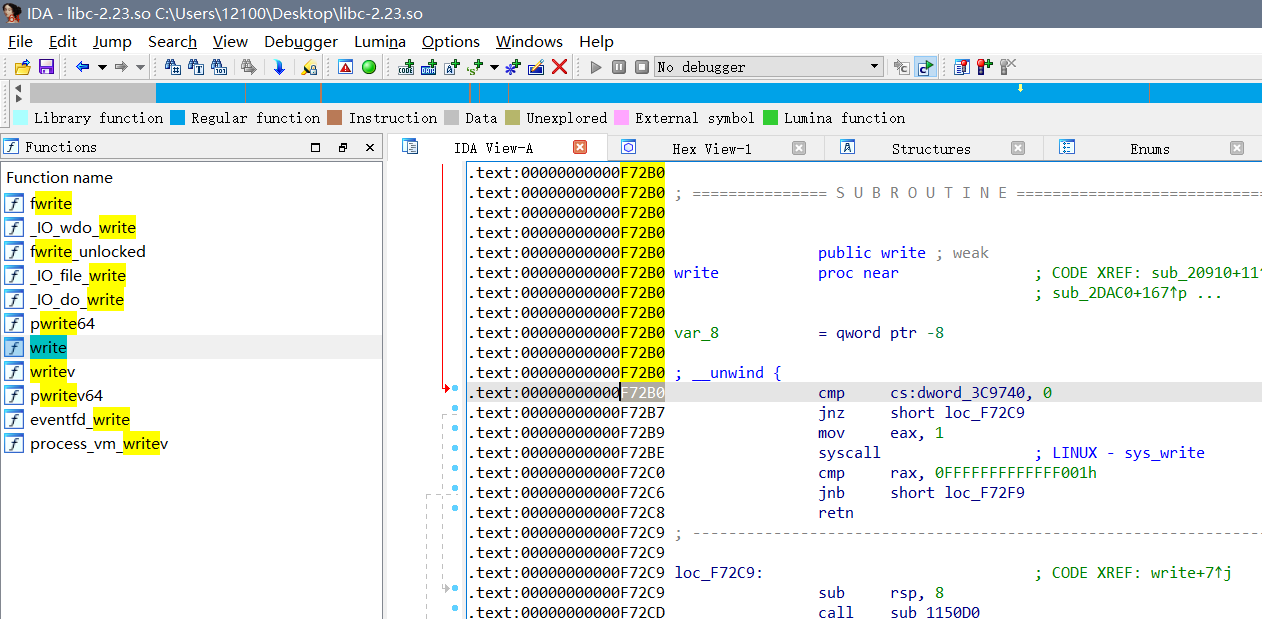 IDA - libc-2.23.so C:\Users\12100\Desktop\libc-2.23.so
File Edit Jump Search View Debugger Lumina Options Windows Help
No debugger
Library function Regular function Instruction Data Unexplored External symbol Lumina function
Functions
IDA View-A Hex View-1 Structures Enums
Function name
fwrite
_IO_wdo_write
fwrite_unlocked
_IO_file_write
_IO_do_write
pwrite64
write
writev
pwritev64
eventfd_write
process_vm_writev
.text:00000000000F72B0
.text:00000000000F72B0 ; =============== S U B R O U T I N E ===========================
.text:00000000000F72B0
.text:00000000000F72B0
.text:00000000000F72B0 public write ; weak
.text:00000000000F72B0 write proc near ; CODE XREF: sub_20910+11↑
.text:00000000000F72B0 ; sub_2DAC0+167↑p ...
.text:00000000000F72B0
.text:00000000000F72B0 var_8 = qword ptr -8
.text:00000000000F72B0
.text:00000000000F72B0 ; __unwind {
.text:00000000000F72B0 cmp cs:dword_3C9740, 0
.text:00000000000F72B7 jnz short loc_F72C9
.text:00000000000F72B9 mov eax, 1
.text:00000000000F72BE syscall ; LINUX - sys_write
.text:00000000000F72C0 cmp rax, 0FFFFFFFFFFFFF001h
.text:00000000000F72C6 jnb short loc_F72F9
.text:00000000000F72C8 retn
.text:00000000000F72C9 ; ---------------------------------------------------------------
.text:00000000000F72C9
.text:00000000000F72C9 loc_F72C9: ; CODE XREF: write+7↑j
.text:00000000000F72C9 sub rsp, 8
.text:00000000000F72CD call sub_1150D0